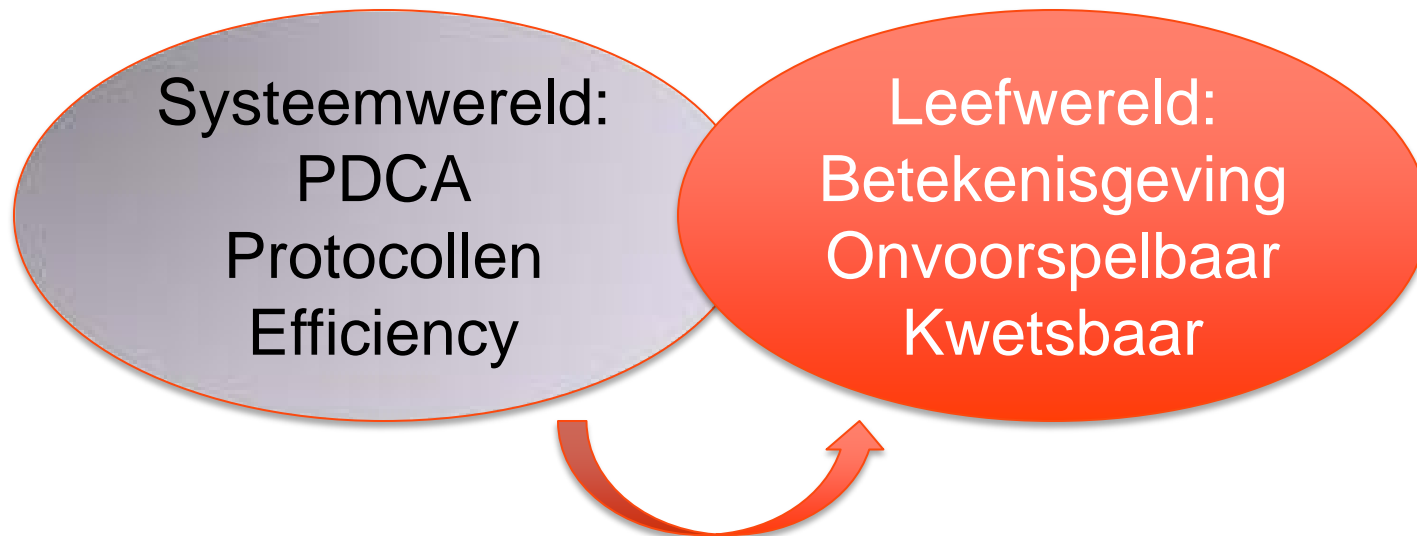 Systeemwereld:
PDCA
Protocollen
Efficiency
Leefwereld:
Betekenisgeving
Onvoorspelbaar
Kwetsbaar